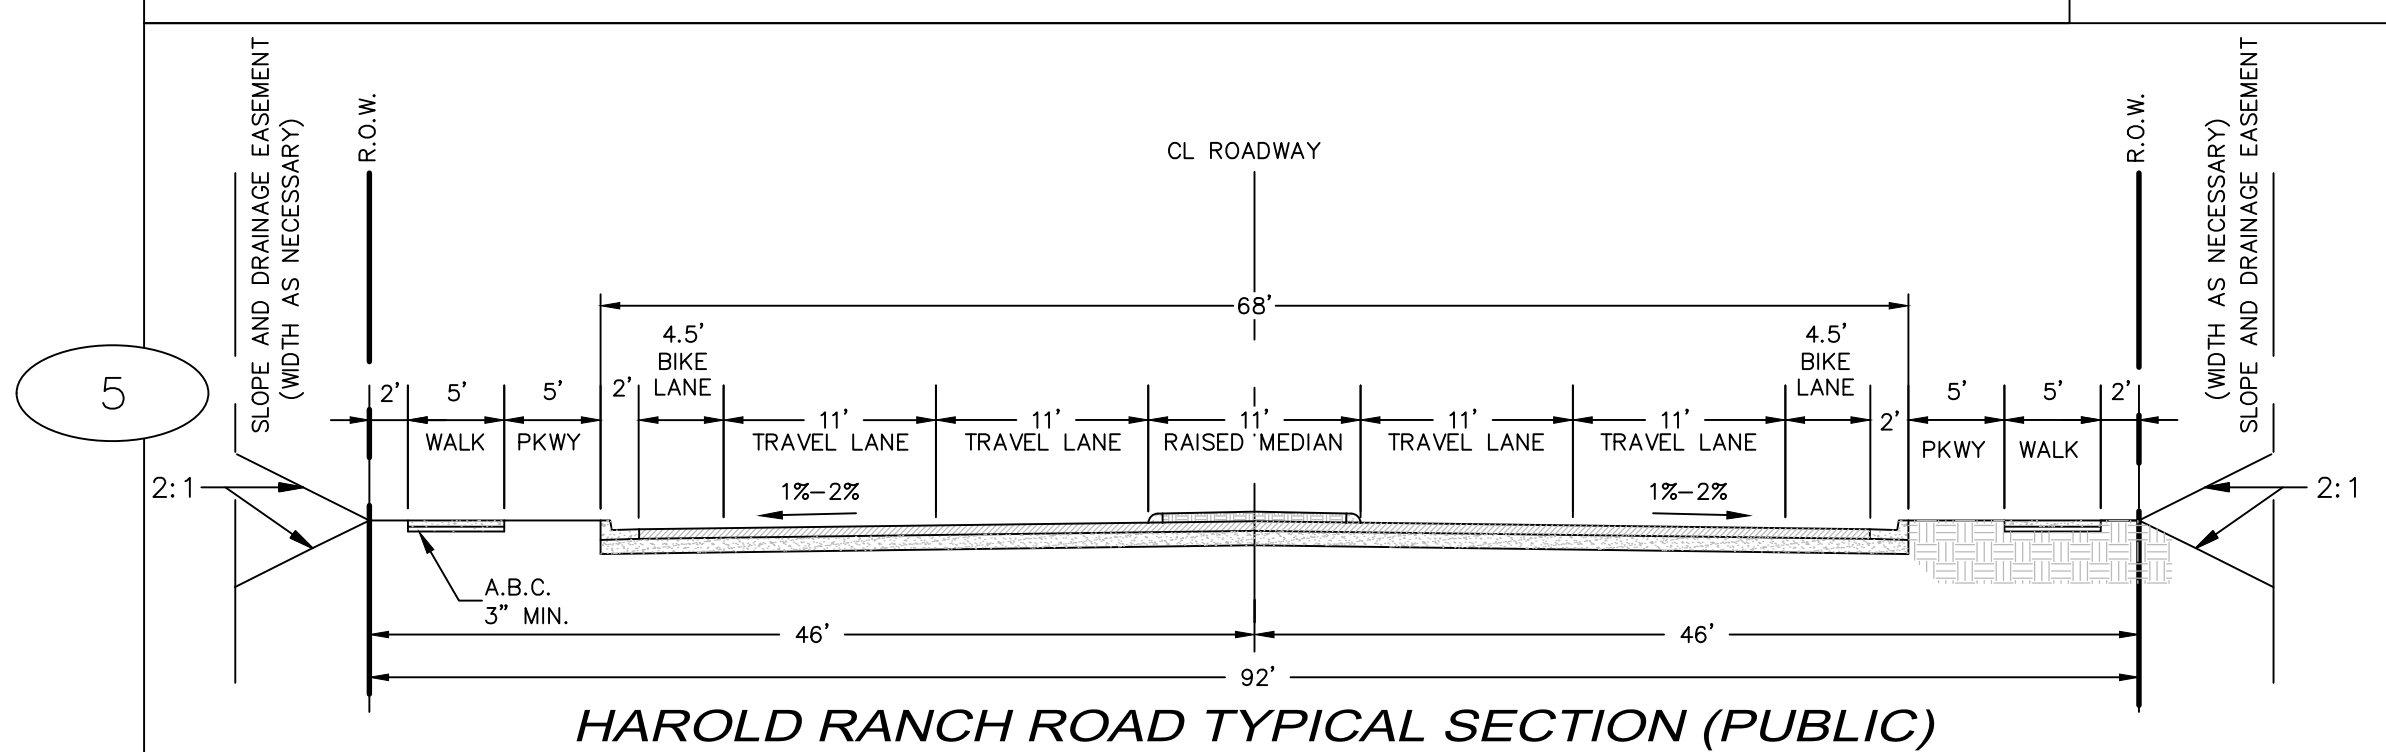 SLOPE AND DRAINAGE EASEMENT
(WIDTH AS NECESSARY)
R.O.W.
CL ROADWAY
R.O.W.
(WIDTH AS NECESSARY)
SLOPE AND DRAINAGE EASEMENT
68'
5
2'
5'
WALK
5'
PKWY
2'
4.5'
BIKE
LANE
11'
TRAVEL LANE
11'
TRAVEL LANE
11'
RAISED MEDIAN
11'
TRAVEL LANE
11'
TRAVEL LANE
4.5'
BIKE
LANE
2'
5'
PKWY
5'
WALK
2'
2:1
1%-2%
1%-2%
2:1
A.B.C.
3" MIN.
46'
46'
92'
HAROLD RANCH ROAD TYPICAL SECTION (PUBLIC)